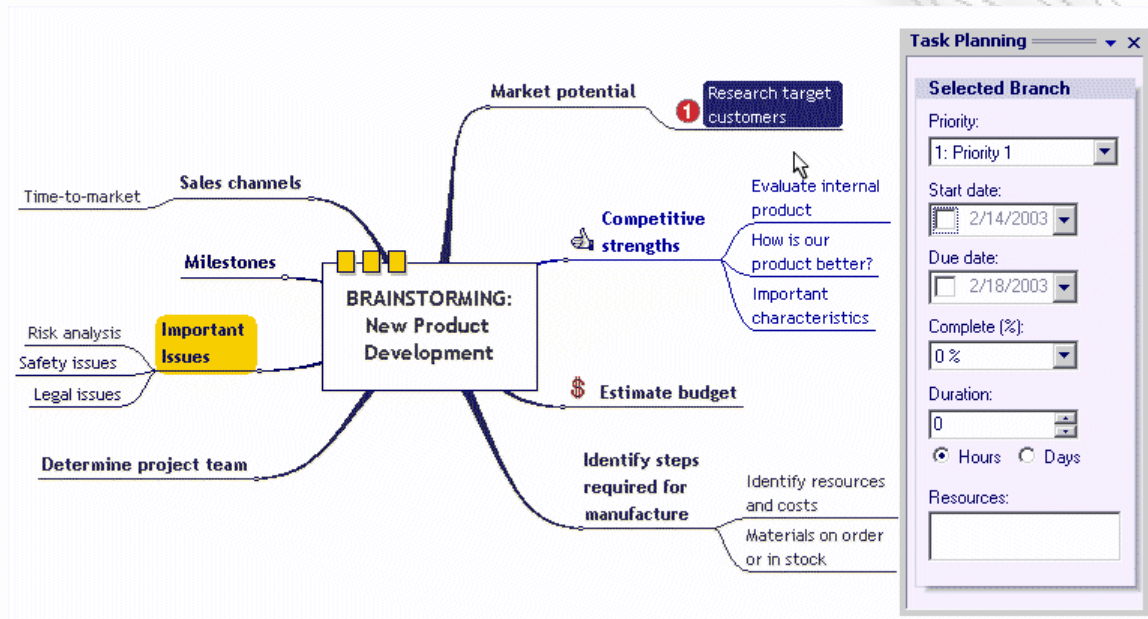 Task Planning
Market potential
1
Research target
customers
Sales channels
Time-to-market
Milestones
Important
Issues
Risk analysis
Safety issues
Legal issues
Determine project team
BRAINSTORMING:
New Product
Development
Competitive
strengths
Evaluate internal
product
How is our
product better?
Important
characteristics
$
Estimate budget
Identify steps
required for
manufacture
Identify resources
and costs
Materials on order
or in stock
Selected Branch
Priority:
1: Priority 1
Start date:
2/14/2003
Due date:
2/18/2003
Complete (%):
0 %
Duration:
0
Hours Days
Resources: